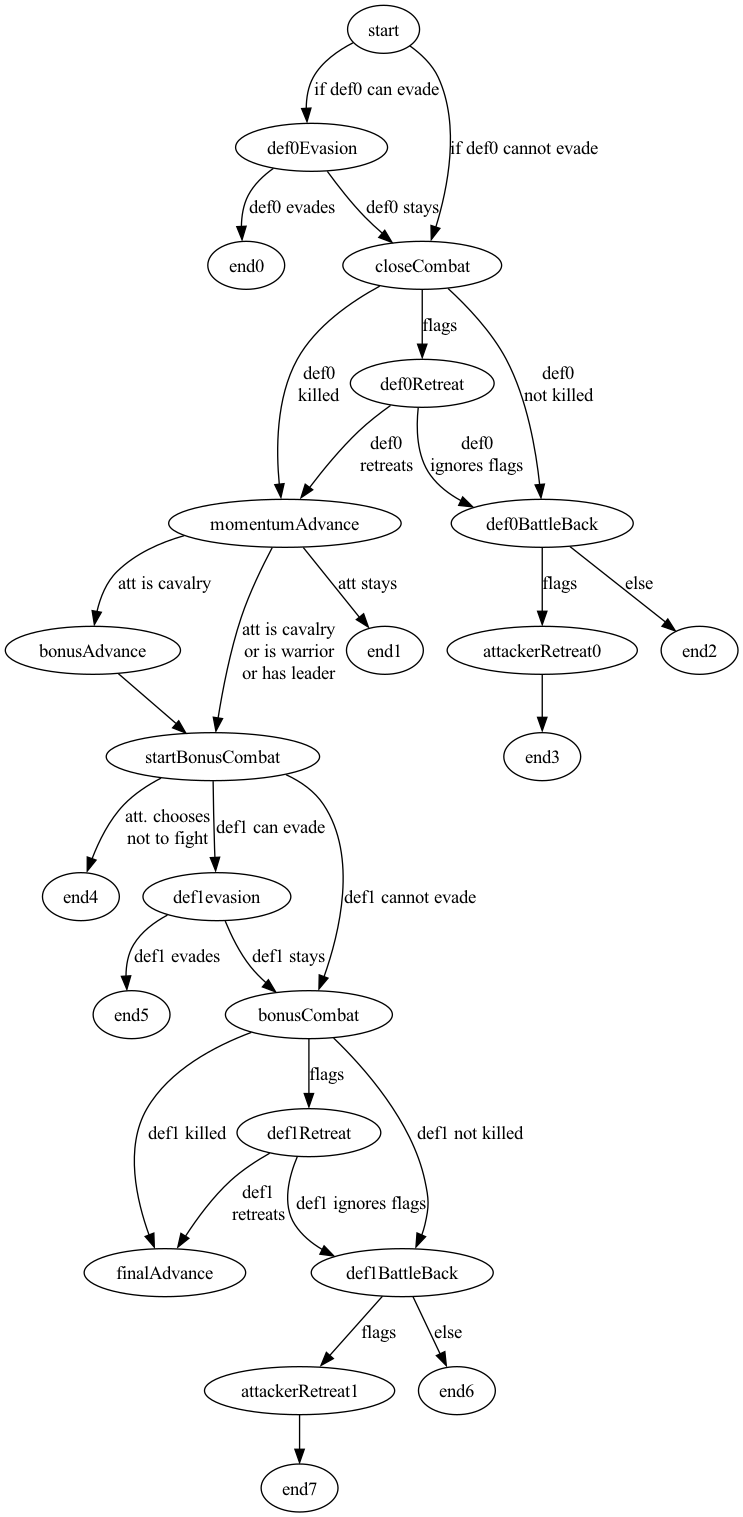 start
if def0 can evade
def0Evasion
if def0 cannot evade
def0 evades
def0 stays
end0
closeCombat
flags
def0
killed
def0Retreat
def0
not killed
def0
retreats
def0
ignores flags
momentumAdvance
def0BattleBack
att is cavalry
att is cavalry
or is warrior
or has leader
att stays
flags
else
bonusAdvance
end1
attackerRetreat0
end2
startBonusCombat
end3
att. chooses
not to fight
def1 can evade
def1 cannot evade
end4
def1evasion
def1 evades
def1 stays
end5
bonusCombat
flags
def1 killed
def1Retreat
def1 not killed
def1
retreats
def1 ignores flags
finalAdvance
def1BattleBack
flags
else
attackerRetreat1
end6
end7